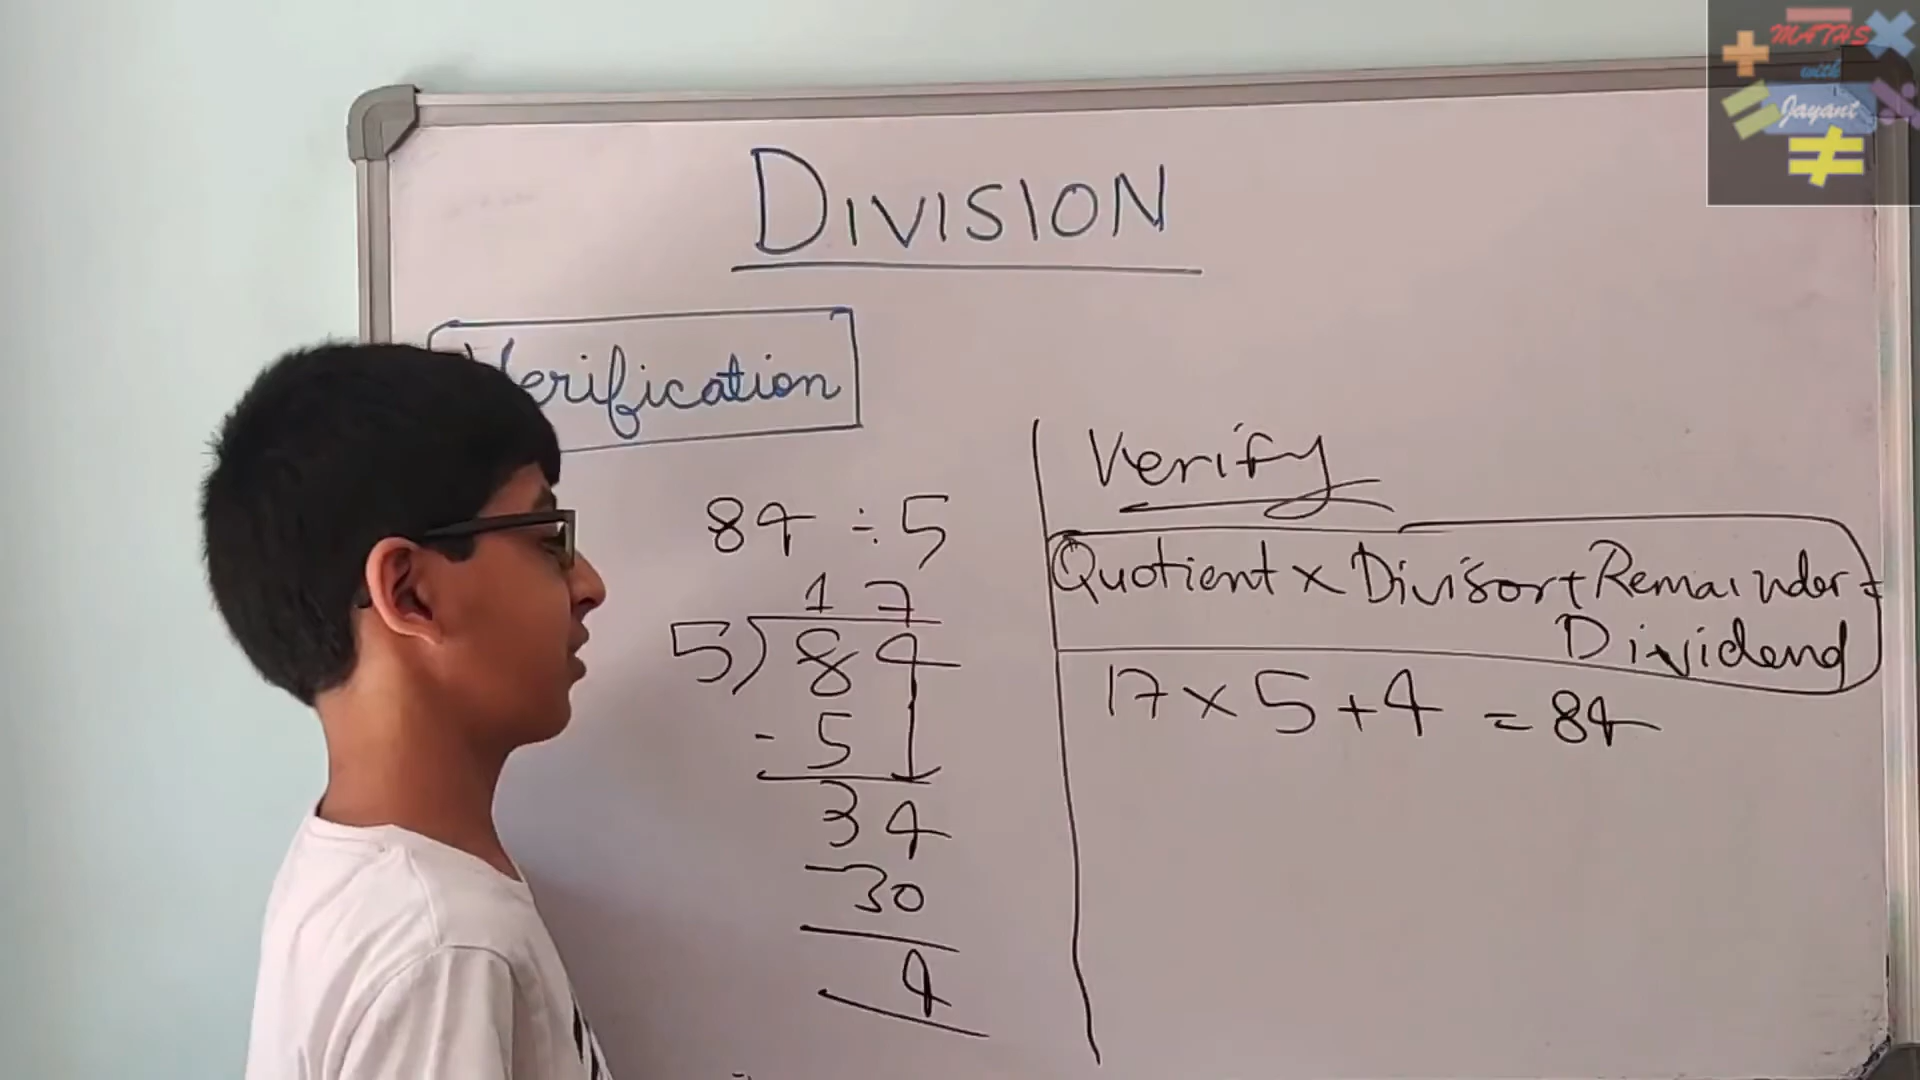 MATHS
with
Jayant
DIVISION
Verification
84 ÷ 5
17
5)84
- 5
34
- 30
4
Verify
Quotient × Divisor + Remainder =
Dividend
17 × 5 + 4 = 84